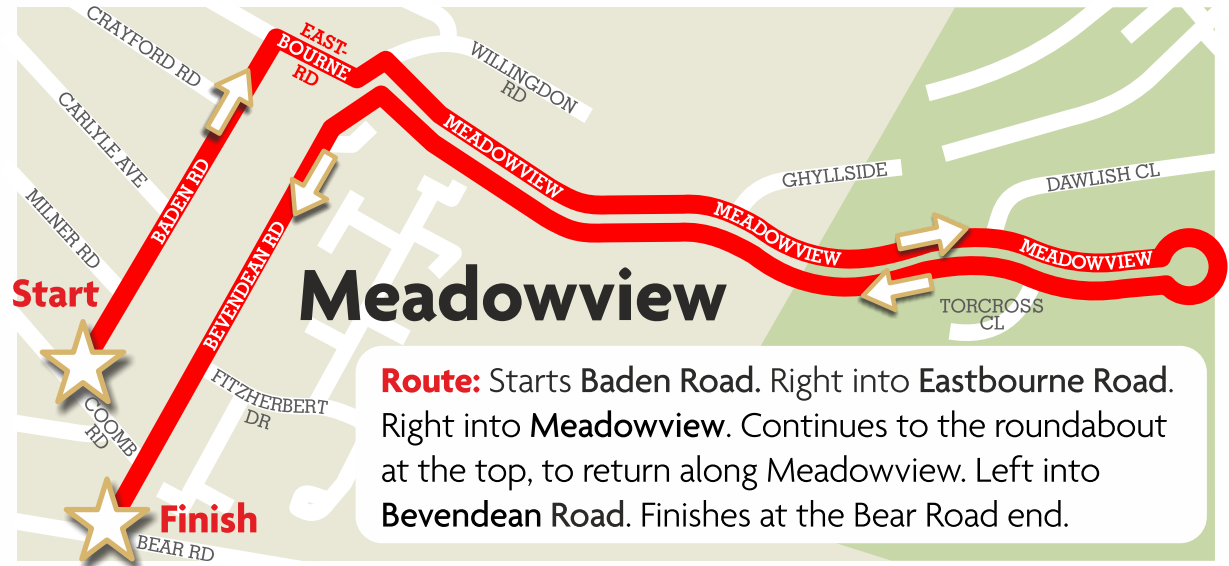 CRAYFORD RD
EAST-
BOURNE
RD
WILLINGDON
RD
CARLYLE AVE
MEADOWVIEW
BADEN RD
GHYLLSIDE
DAWLISH CL
MILNER RD
MEADOWVIEW
BEVENDEAN RD
MEADOWVIEW
Start
Meadowview
TORCROSS
CL
Route: Starts Baden Road. Right into Eastbourne Road.
Right into Meadowview. Continues to the roundabout
at the top, to return along Meadowview. Left into
Bevendean Road. Finishes at the Bear Road end.
FITZHERBERT
DR
COOMB
RD
Finish
BEAR RD